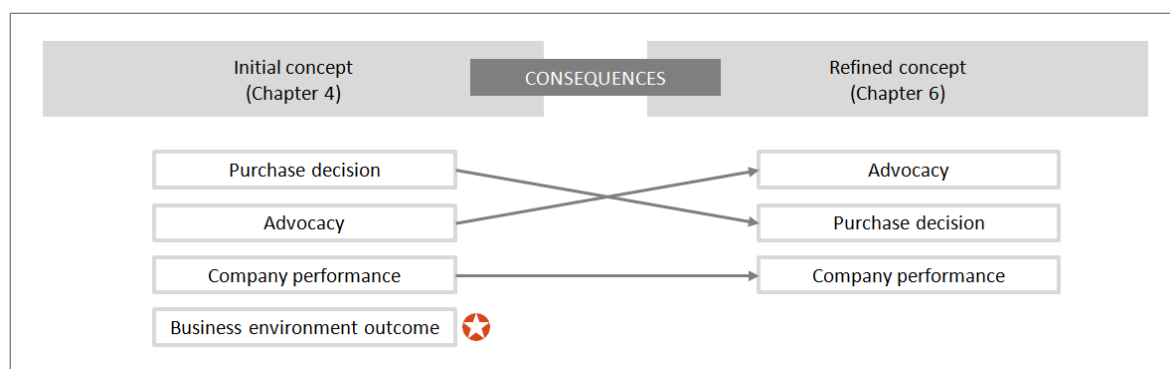 Initial concept
(Chapter 4)
CONSEQUENCES
Refined concept
(Chapter 6)
Purchase decision
Advocacy
Advocacy
Purchase decision
Company performance
Company performance
Business environment outcome